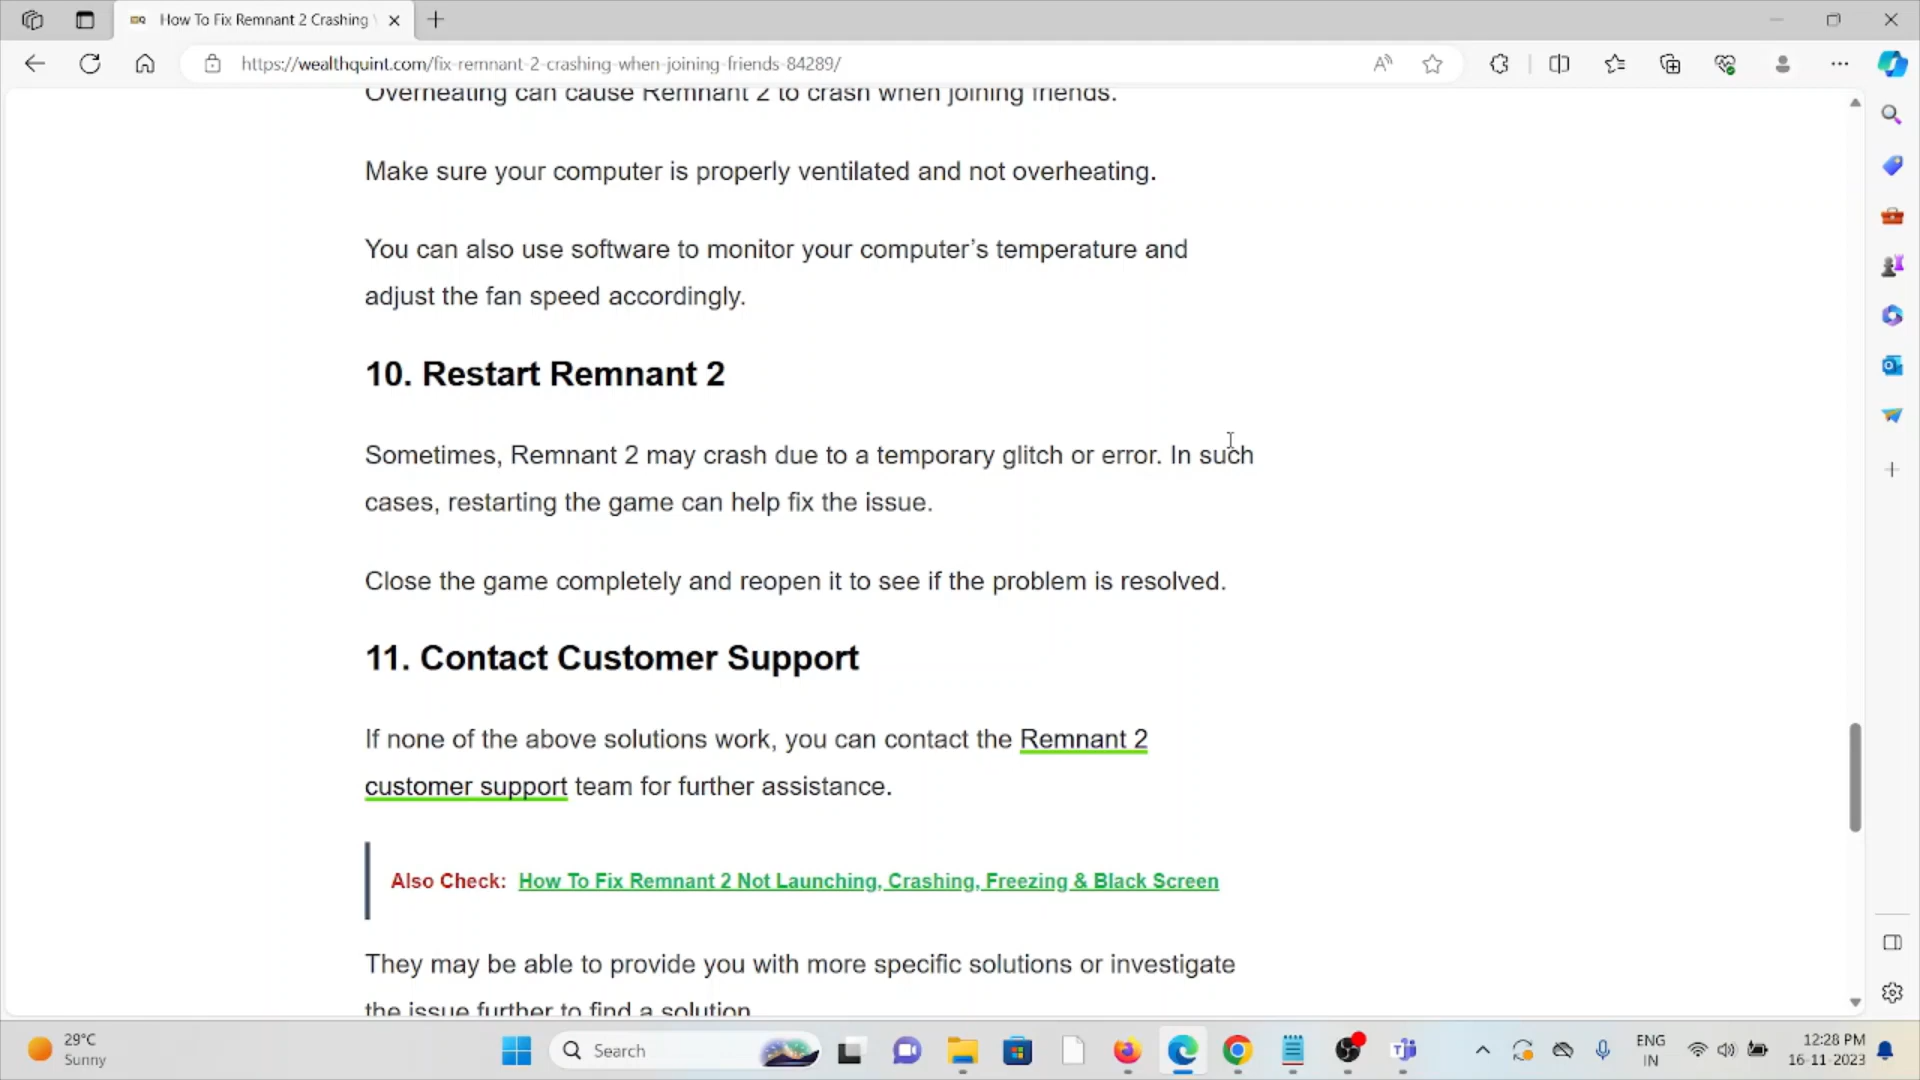 How To Fix Remnant 2 Crashing
https://wealthquint.com/fix-remnant-2-crashing-when-joining-friends-84289/
Overheating can cause Remnant 2 to crash when joining friends.
Make sure your computer is properly ventilated and not overheating.
You can also use software to monitor your computer’s temperature and
adjust the fan speed accordingly.
10. Restart Remnant 2
Sometimes, Remnant 2 may crash due to a temporary glitch or error. In such
cases, restarting the game can help fix the issue.
Close the game completely and reopen it to see if the problem is resolved.
11. Contact Customer Support
If none of the above solutions work, you can contact the Remnant 2
customer support team for further assistance.
Also Check: How To Fix Remnant 2 Not Launching, Crashing, Freezing & Black Screen
They may be able to provide you with more specific solutions or investigate
the issue further to find a solution.
29°C
Sunny
Search
ENG
IN
12:28 PM
16-11-2023